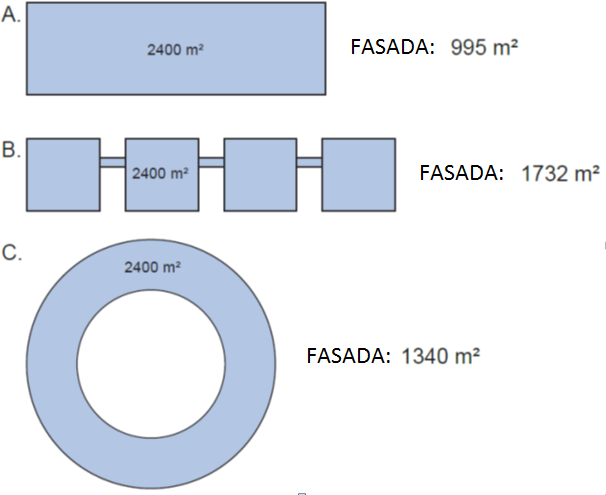 A.
2400 m² FASADA: 995 m²
B.
2400 m² FASADA: 1732 m²
C.
2400 m²
FASADA: 1340 m²